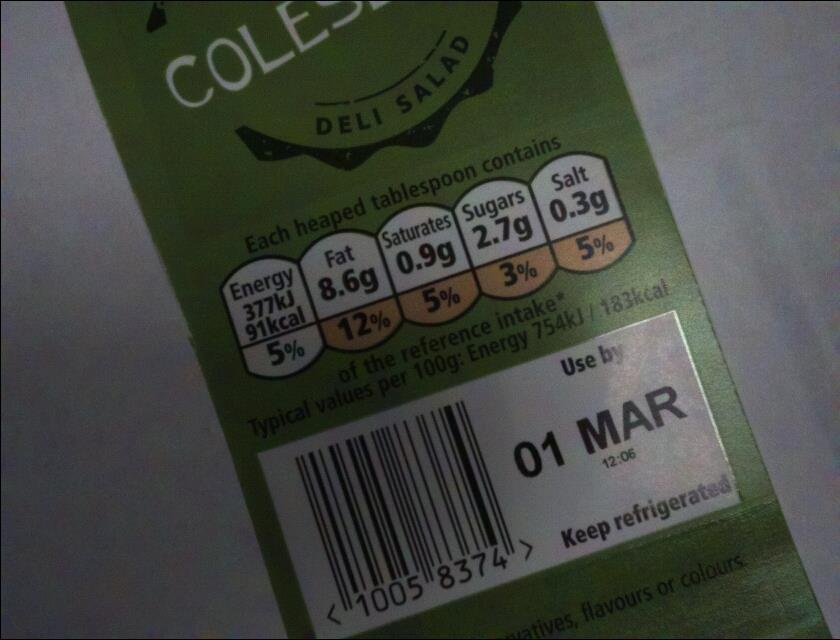 DELI SALAD
Each heaped tablespoon contains
Energy 377kJ 91kcal 5%
Fat 8.6g 12%
Saturates 0.9g 5%
Sugars 2.7g 3%
Salt 0.3g 5%
of the reference intake*
Typical values per 100g: Energy 754kJ / 183kcal
Use by
01 MAR
12:06
Keep refrigerated
<10058374>
flavours or colours